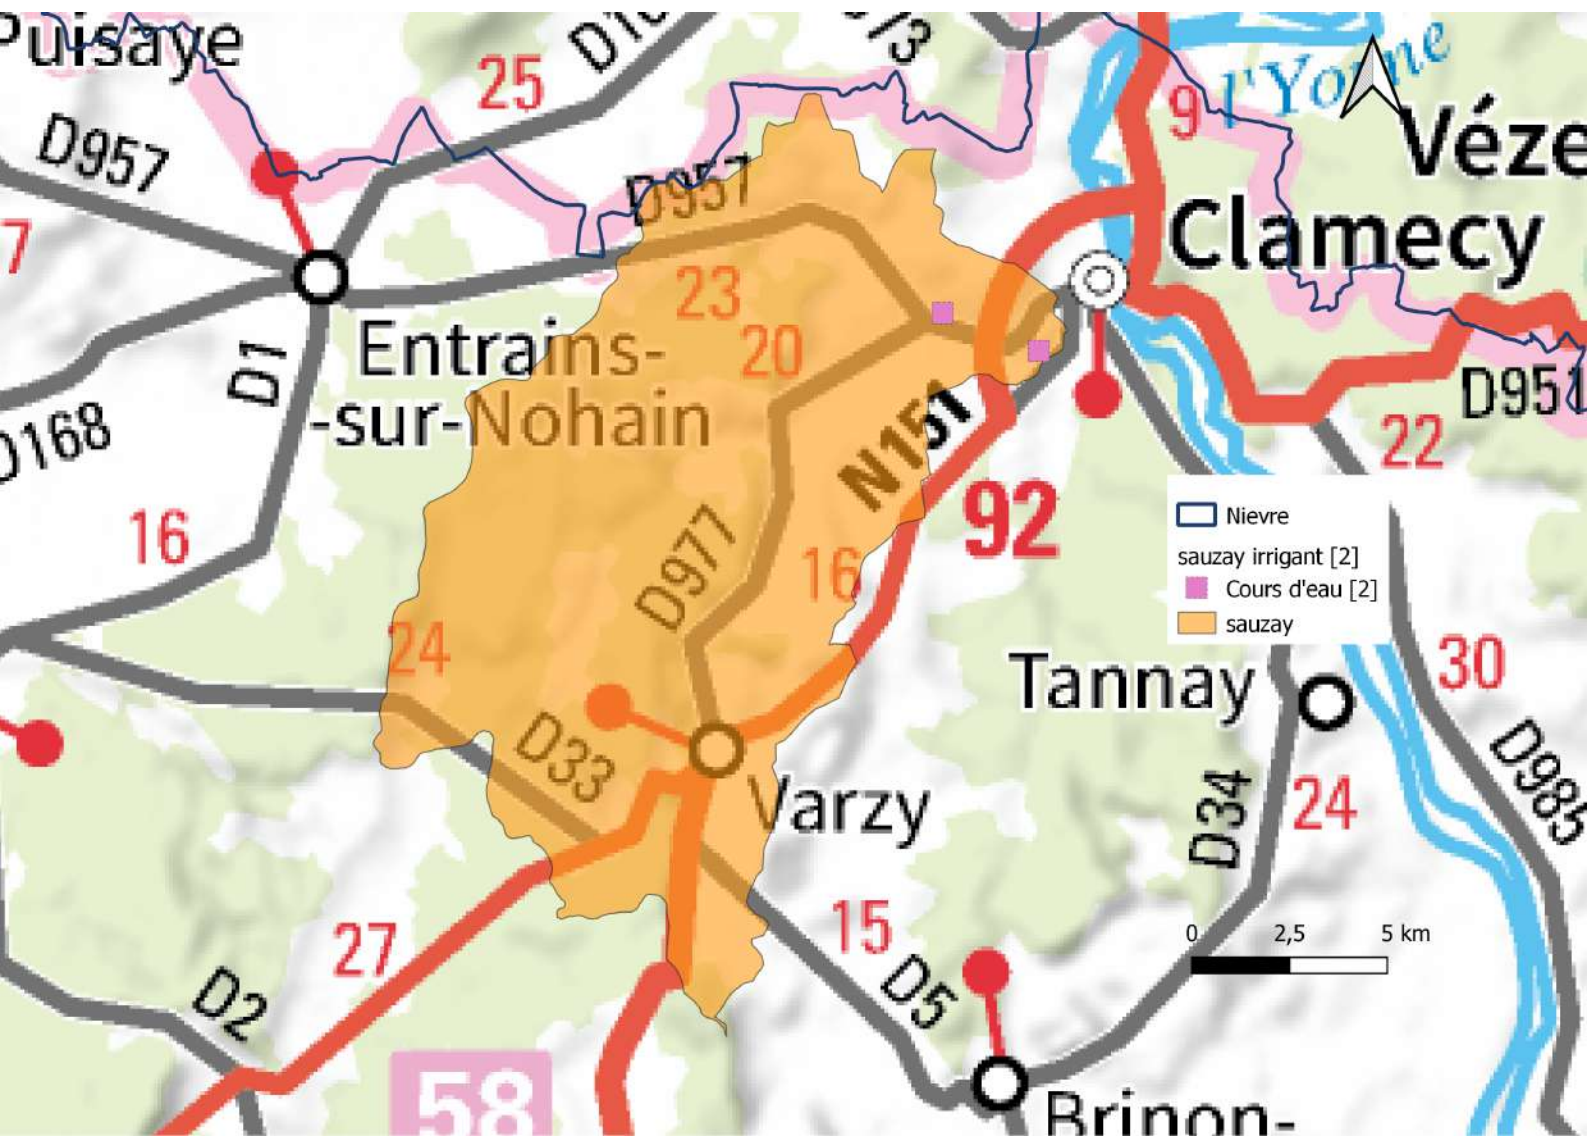 Puisaye
25
D957
7
D957
9
l'Yonne
Véze
Clamecy
23
20
Entrains-
-sur-Nohain
D1
D168
16
N151
D951
22
92
Nievre
sauzay irrigant [2]
Cours d'eau [2]
sauzay
D977
16
24
Tannay
30
D33
Varzy
D34
24
D985
27
15
D5
0 2,5 5 km
D2
58
Brinon-